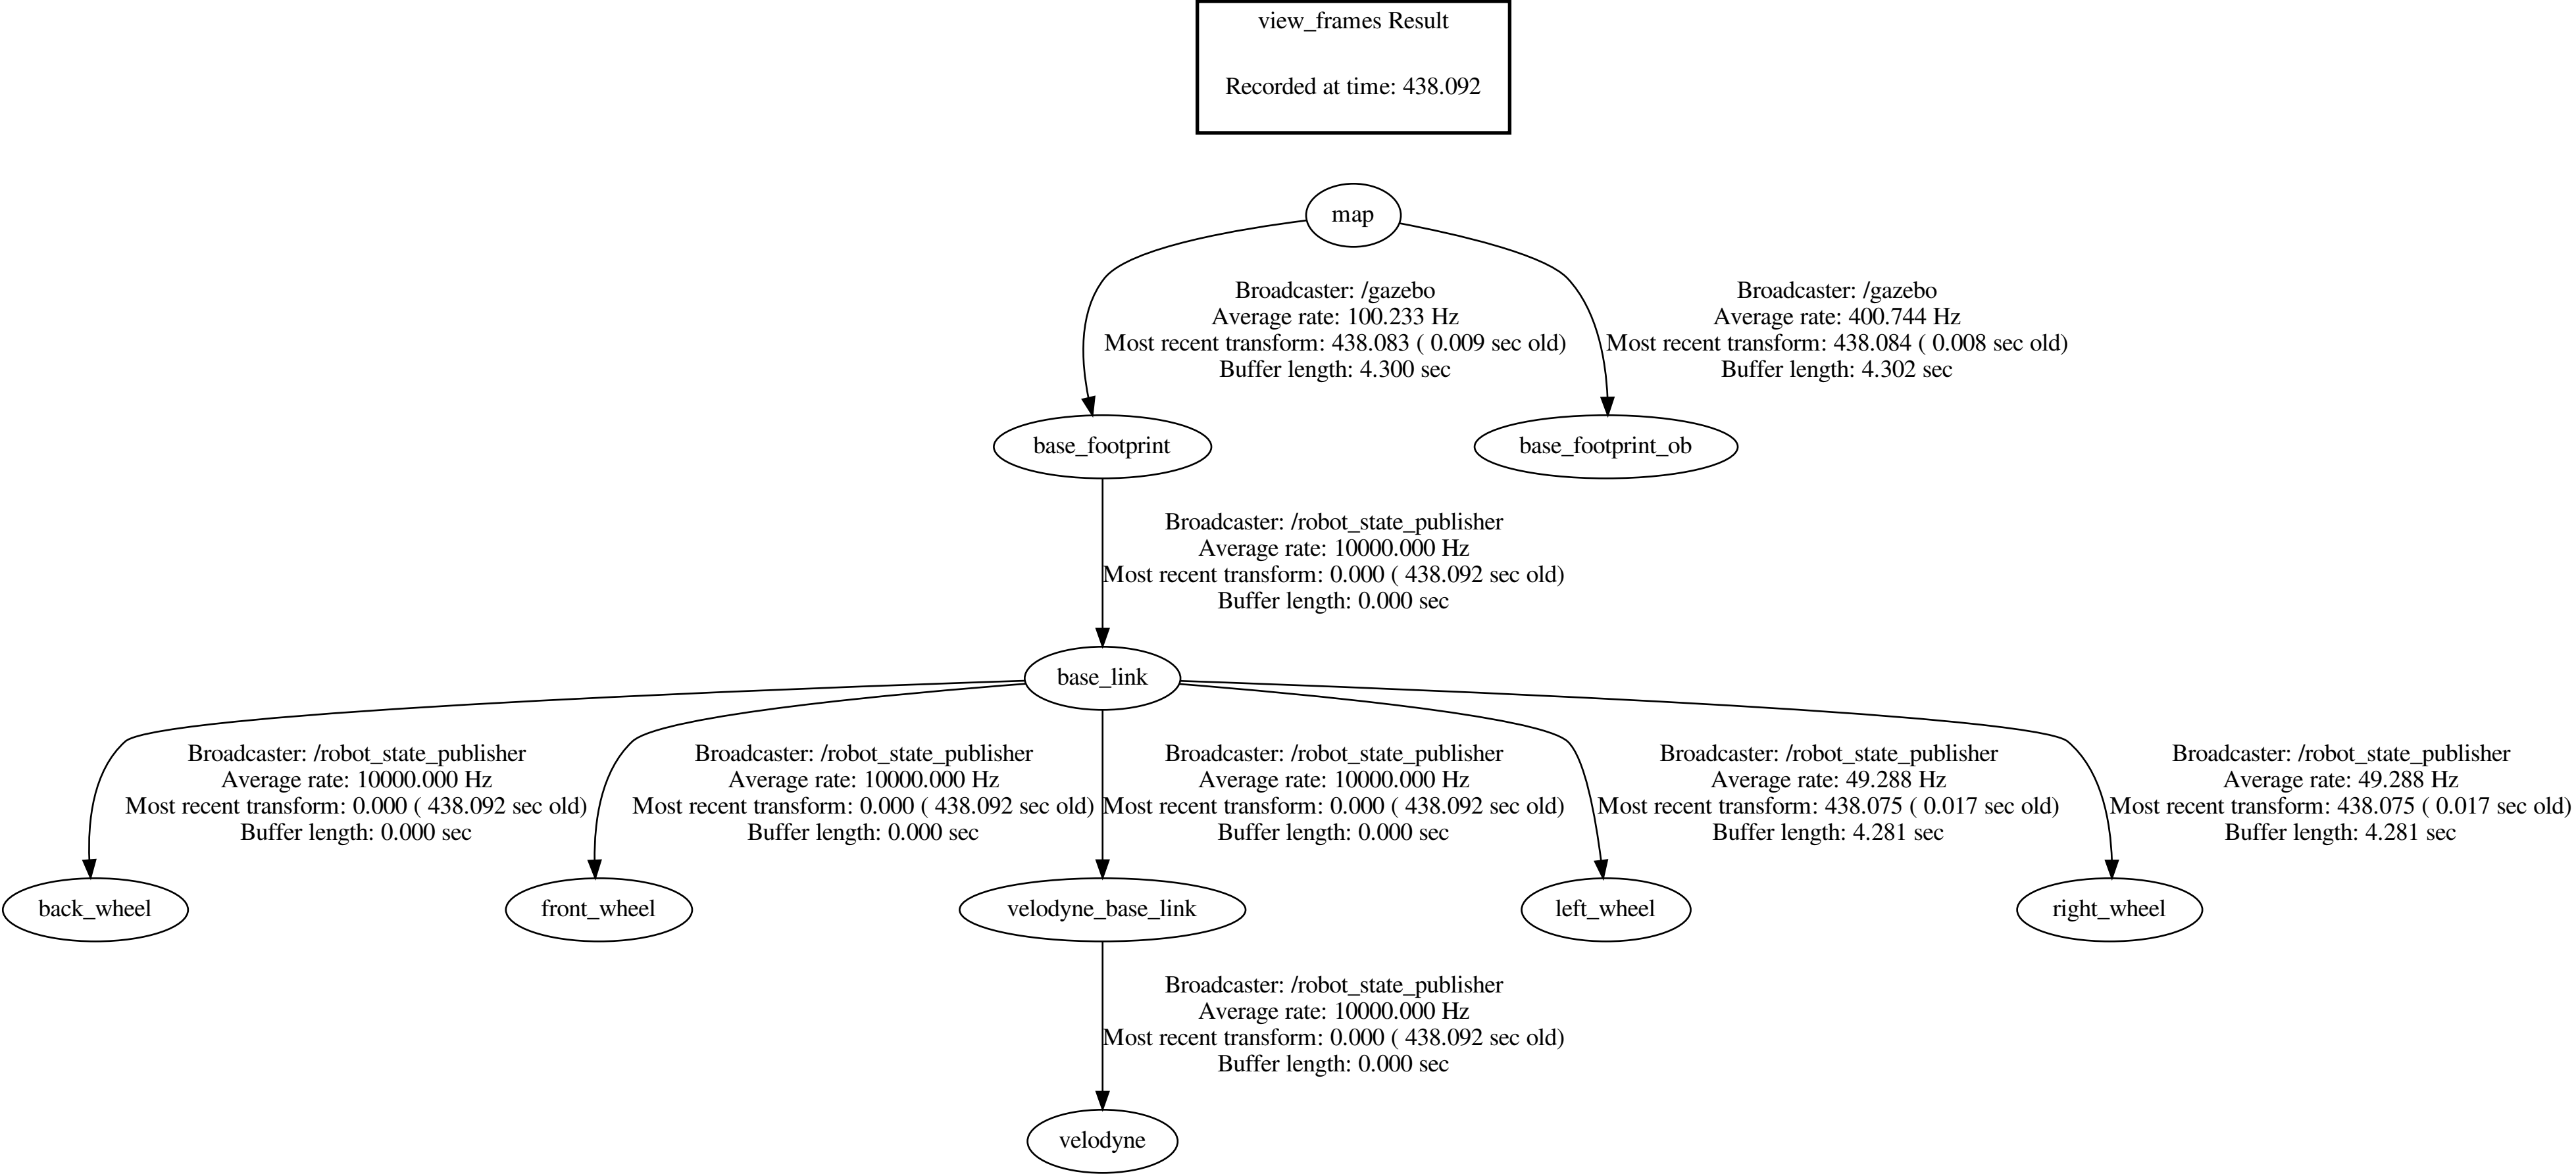 view_frames Result
Recorded at time: 438.092
map
Broadcaster: /gazebo
Average rate: 100.233 Hz
Most recent transform: 438.083 ( 0.009 sec old)
Buffer length: 4.300 sec
Broadcaster: /gazebo
Average rate: 400.744 Hz
Most recent transform: 438.084 ( 0.008 sec old)
Buffer length: 4.302 sec
base_footprint
base_footprint_ob
Broadcaster: /robot_state_publisher
Average rate: 10000.000 Hz
Most recent transform: 0.000 ( 438.092 sec old)
Buffer length: 0.000 sec
base_link
Broadcaster: /robot_state_publisher
Average rate: 10000.000 Hz
Most recent transform: 0.000 ( 438.092 sec old)
Buffer length: 0.000 sec
Broadcaster: /robot_state_publisher
Average rate: 10000.000 Hz
Most recent transform: 0.000 ( 438.092 sec old)
Buffer length: 0.000 sec
Broadcaster: /robot_state_publisher
Average rate: 10000.000 Hz
Most recent transform: 0.000 ( 438.092 sec old)
Buffer length: 0.000 sec
Broadcaster: /robot_state_publisher
Average rate: 49.288 Hz
Most recent transform: 438.075 ( 0.017 sec old)
Buffer length: 4.281 sec
Broadcaster: /robot_state_publisher
Average rate: 49.288 Hz
Most recent transform: 438.075 ( 0.017 sec old)
Buffer length: 4.281 sec
back_wheel
front_wheel
velodyne_base_link
left_wheel
right_wheel
Broadcaster: /robot_state_publisher
Average rate: 10000.000 Hz
Most recent transform: 0.000 ( 438.092 sec old)
Buffer length: 0.000 sec
velodyne